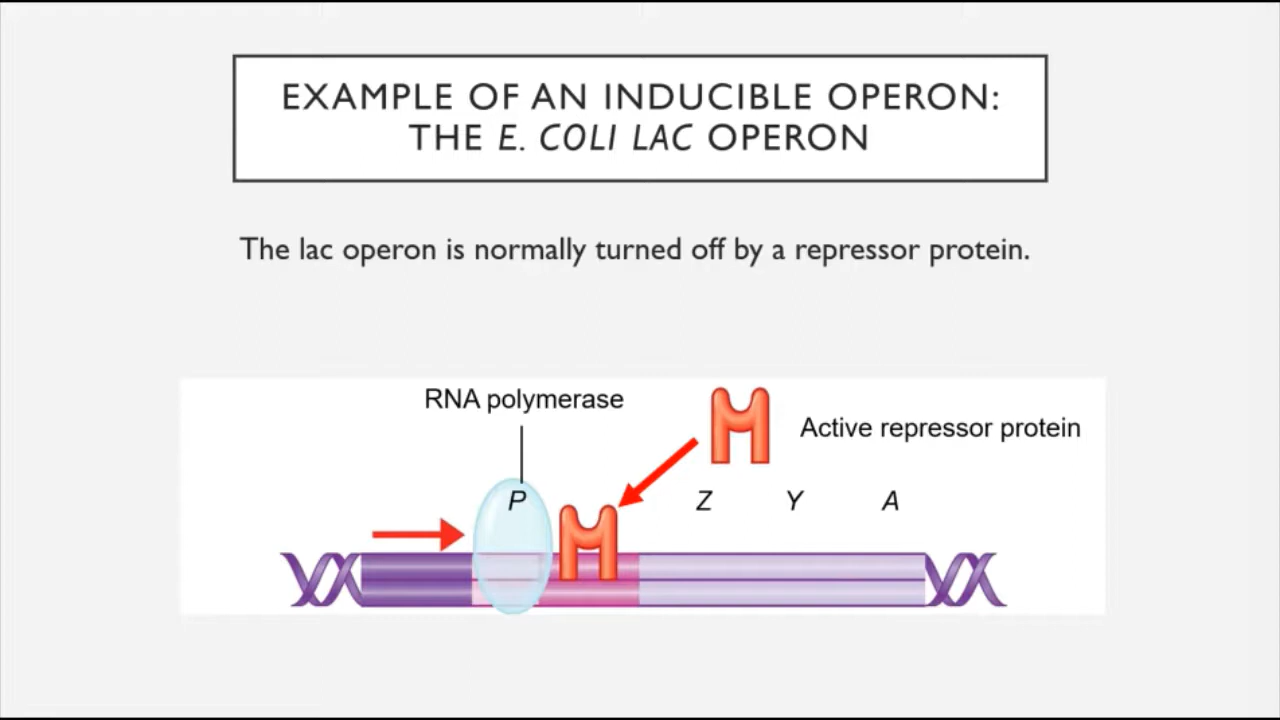 EXAMPLE OF AN INDUCIBLE OPERON:
THE E. COLI LAC OPERON
The lac operon is normally turned off by a repressor protein.
RNA polymerase
Active repressor protein
P
Z
Y
A